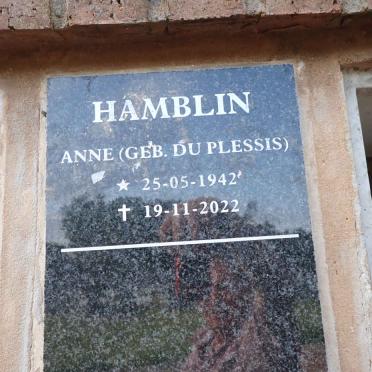 HAMBLIN
ANNE (GEB. DU PLESSIS)
★ 25-05-1942
✝ 19-11-2022